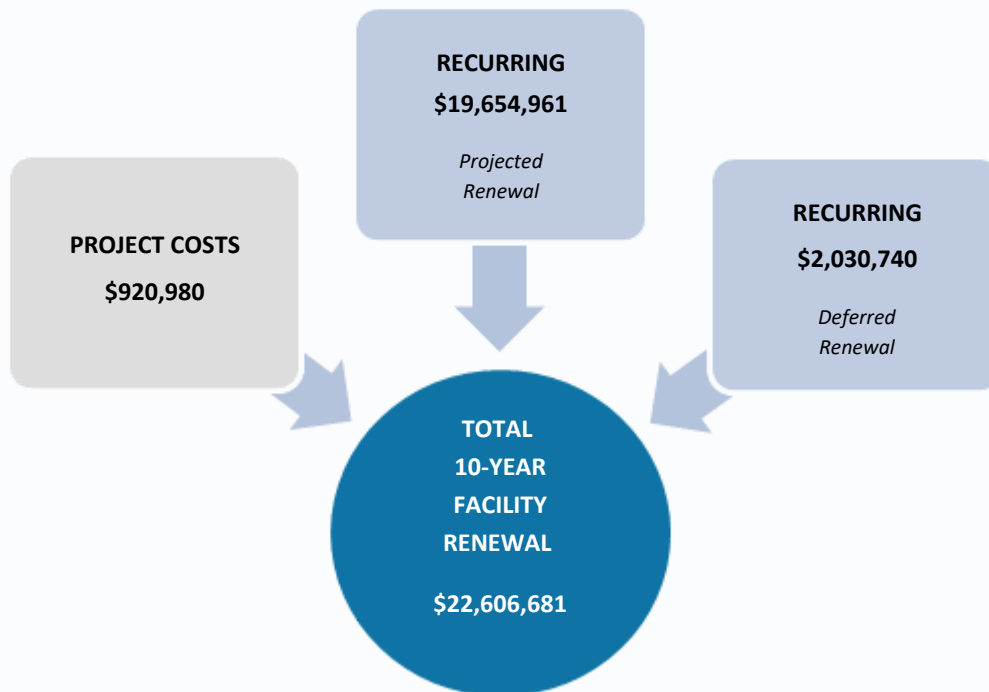 PROJECT COSTS
$920,980
RECURRING
$19,654,961
Projected
Renewal
RECURRING
$2,030,740
Deferred
Renewal
TOTAL
10-YEAR
FACILITY
RENEWAL
$22,606,681